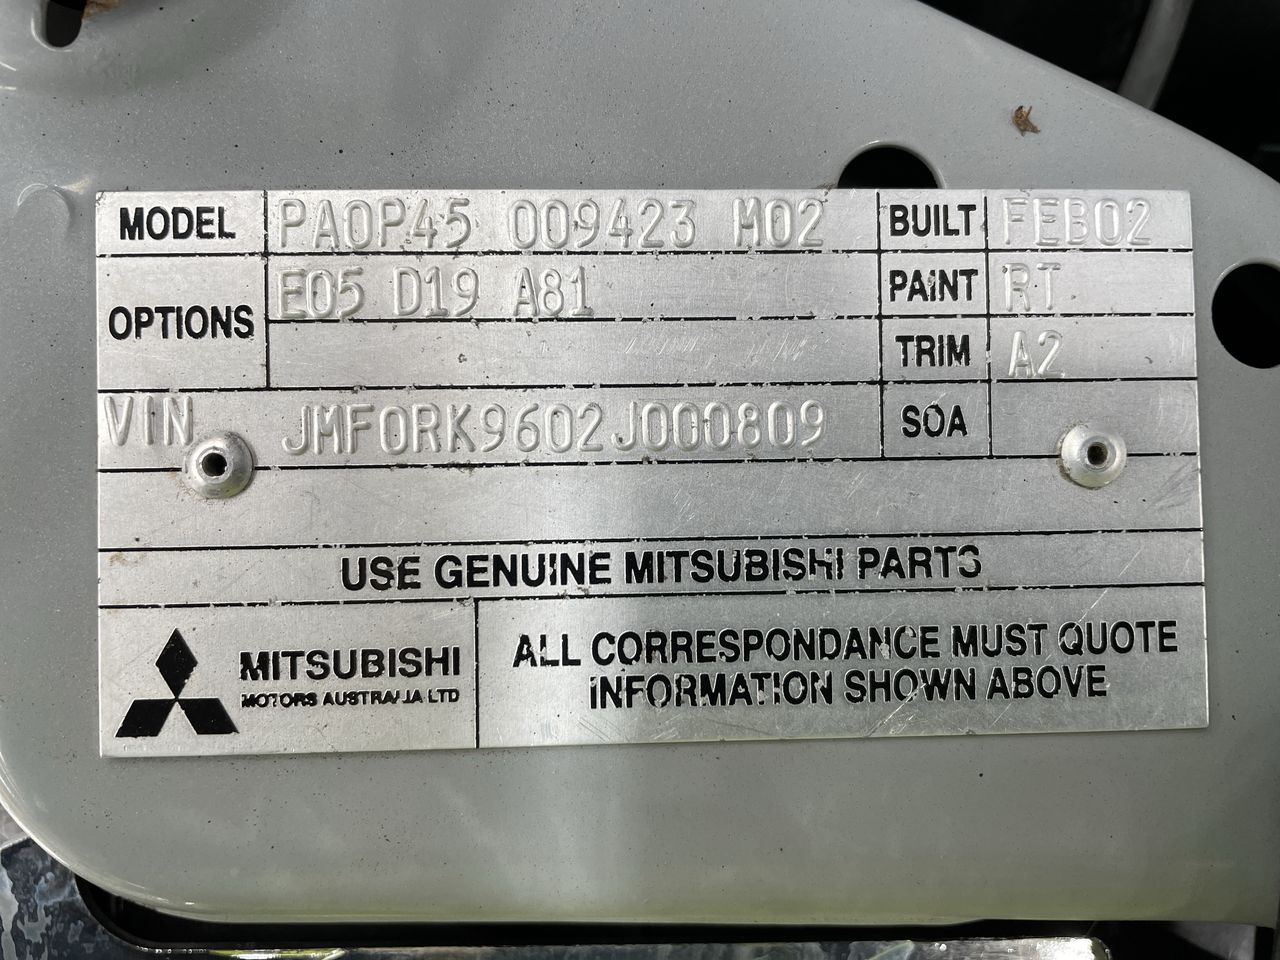 MODEL PA0P45 009423 M02 BUILT FEB02
OPTIONS E05 D19 A81 PAINT RT
TRIM A2
VIN JMF0RK9602J000809 SOA
USE GENUINE MITSUBISHI PARTS
MITSUBISHI
MOTORS AUSTRALIA LTD
ALL CORRESPONDANCE MUST QUOTE
INFORMATION SHOWN ABOVE